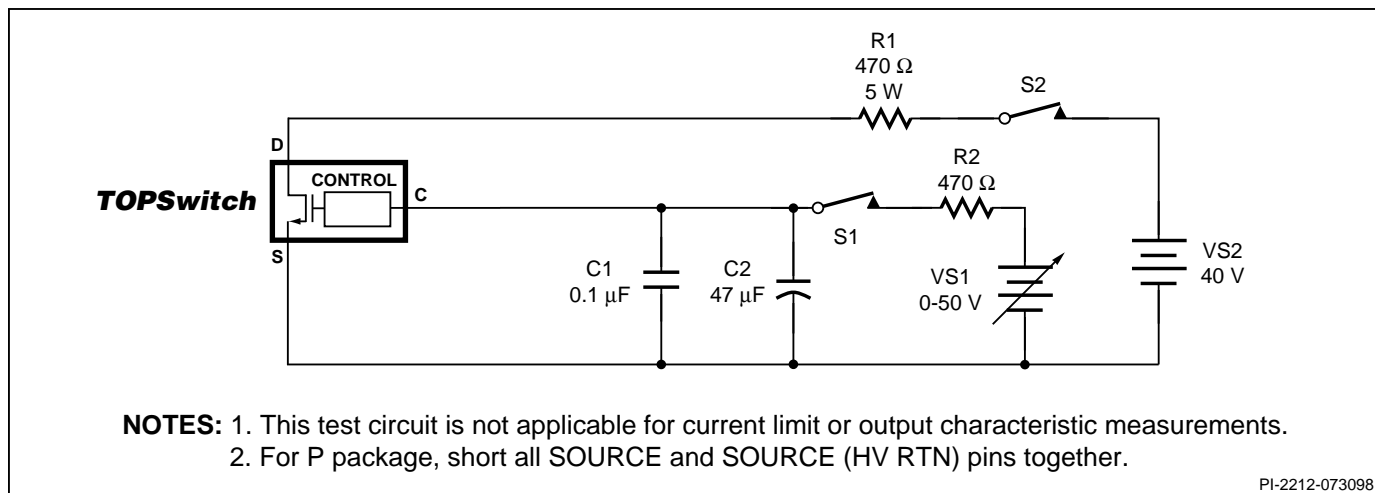 R1
470 Ω
5 W
S2
D
R2
470 Ω
CONTROL
C
TOPSwitch
S1
S
C1
0.1 μF
C2
47 μF
VS1
0-50 V
VS2
40 V
NOTES: 1. This test circuit is not applicable for current limit or output characteristic measurements.
2. For P package, short all SOURCE and SOURCE (HV RTN) pins together.
PI-2212-073098